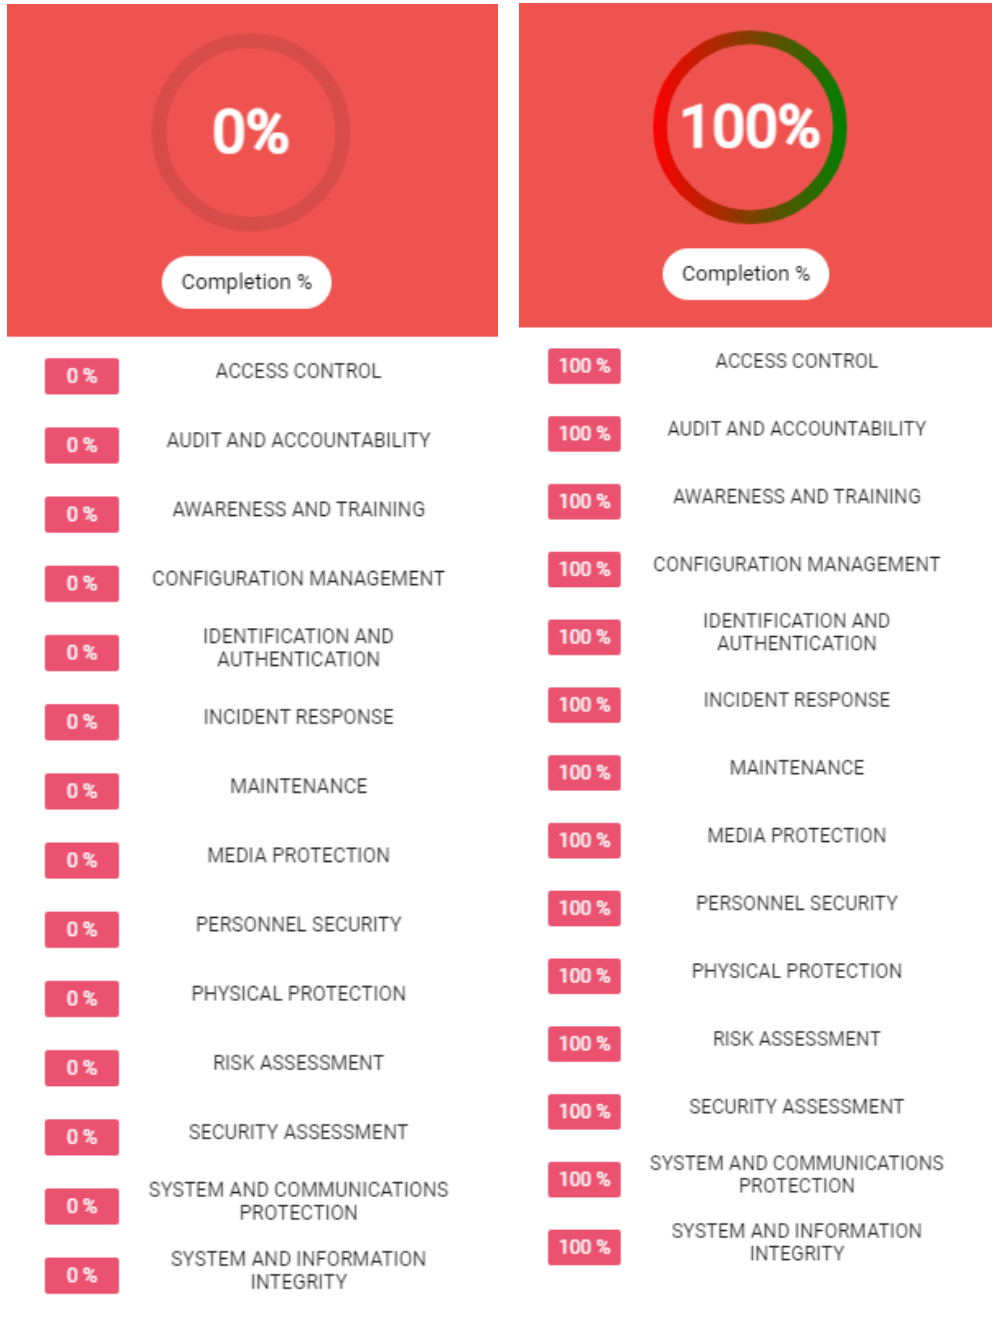 0%
Completion %
0 % ACCESS CONTROL
0 % AUDIT AND ACCOUNTABILITY
0 % AWARENESS AND TRAINING
0 % CONFIGURATION MANAGEMENT
0 % IDENTIFICATION AND
AUTHENTICATION
0 % INCIDENT RESPONSE
0 % MAINTENANCE
0 % MEDIA PROTECTION
0 % PERSONNEL SECURITY
0 % PHYSICAL PROTECTION
0 % RISK ASSESSMENT
0 % SECURITY ASSESSMENT
0 % SYSTEM AND COMMUNICATIONS
PROTECTION
0 % SYSTEM AND INFORMATION
INTEGRITY
100%
Completion %
100 % ACCESS CONTROL
100 % AUDIT AND ACCOUNTABILITY
100 % AWARENESS AND TRAINING
100 % CONFIGURATION MANAGEMENT
100 % IDENTIFICATION AND
AUTHENTICATION
100 % INCIDENT RESPONSE
100 % MAINTENANCE
100 % MEDIA PROTECTION
100 % PERSONNEL SECURITY
100 % PHYSICAL PROTECTION
100 % RISK ASSESSMENT
100 % SECURITY ASSESSMENT
100 % SYSTEM AND COMMUNICATIONS
PROTECTION
100 % SYSTEM AND INFORMATION
INTEGRITY